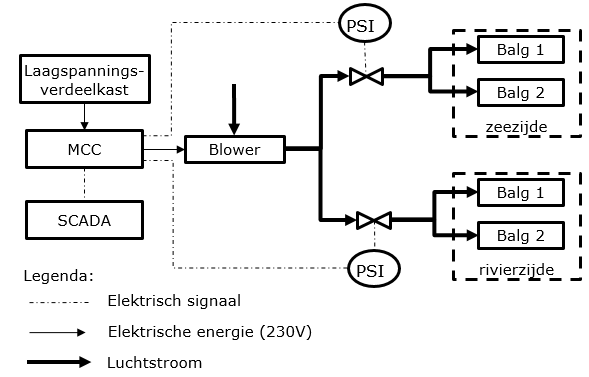 PSI
Laagspannings-
verdeelkast
Balg 1
Balg 2
zeezijde
MCC
Blower
SCADA
Balg 1
Balg 2
rivierzijde
PSI
Legenda:
Elektrisch signaal
Elektrische energie (230V)
Luchtstroom